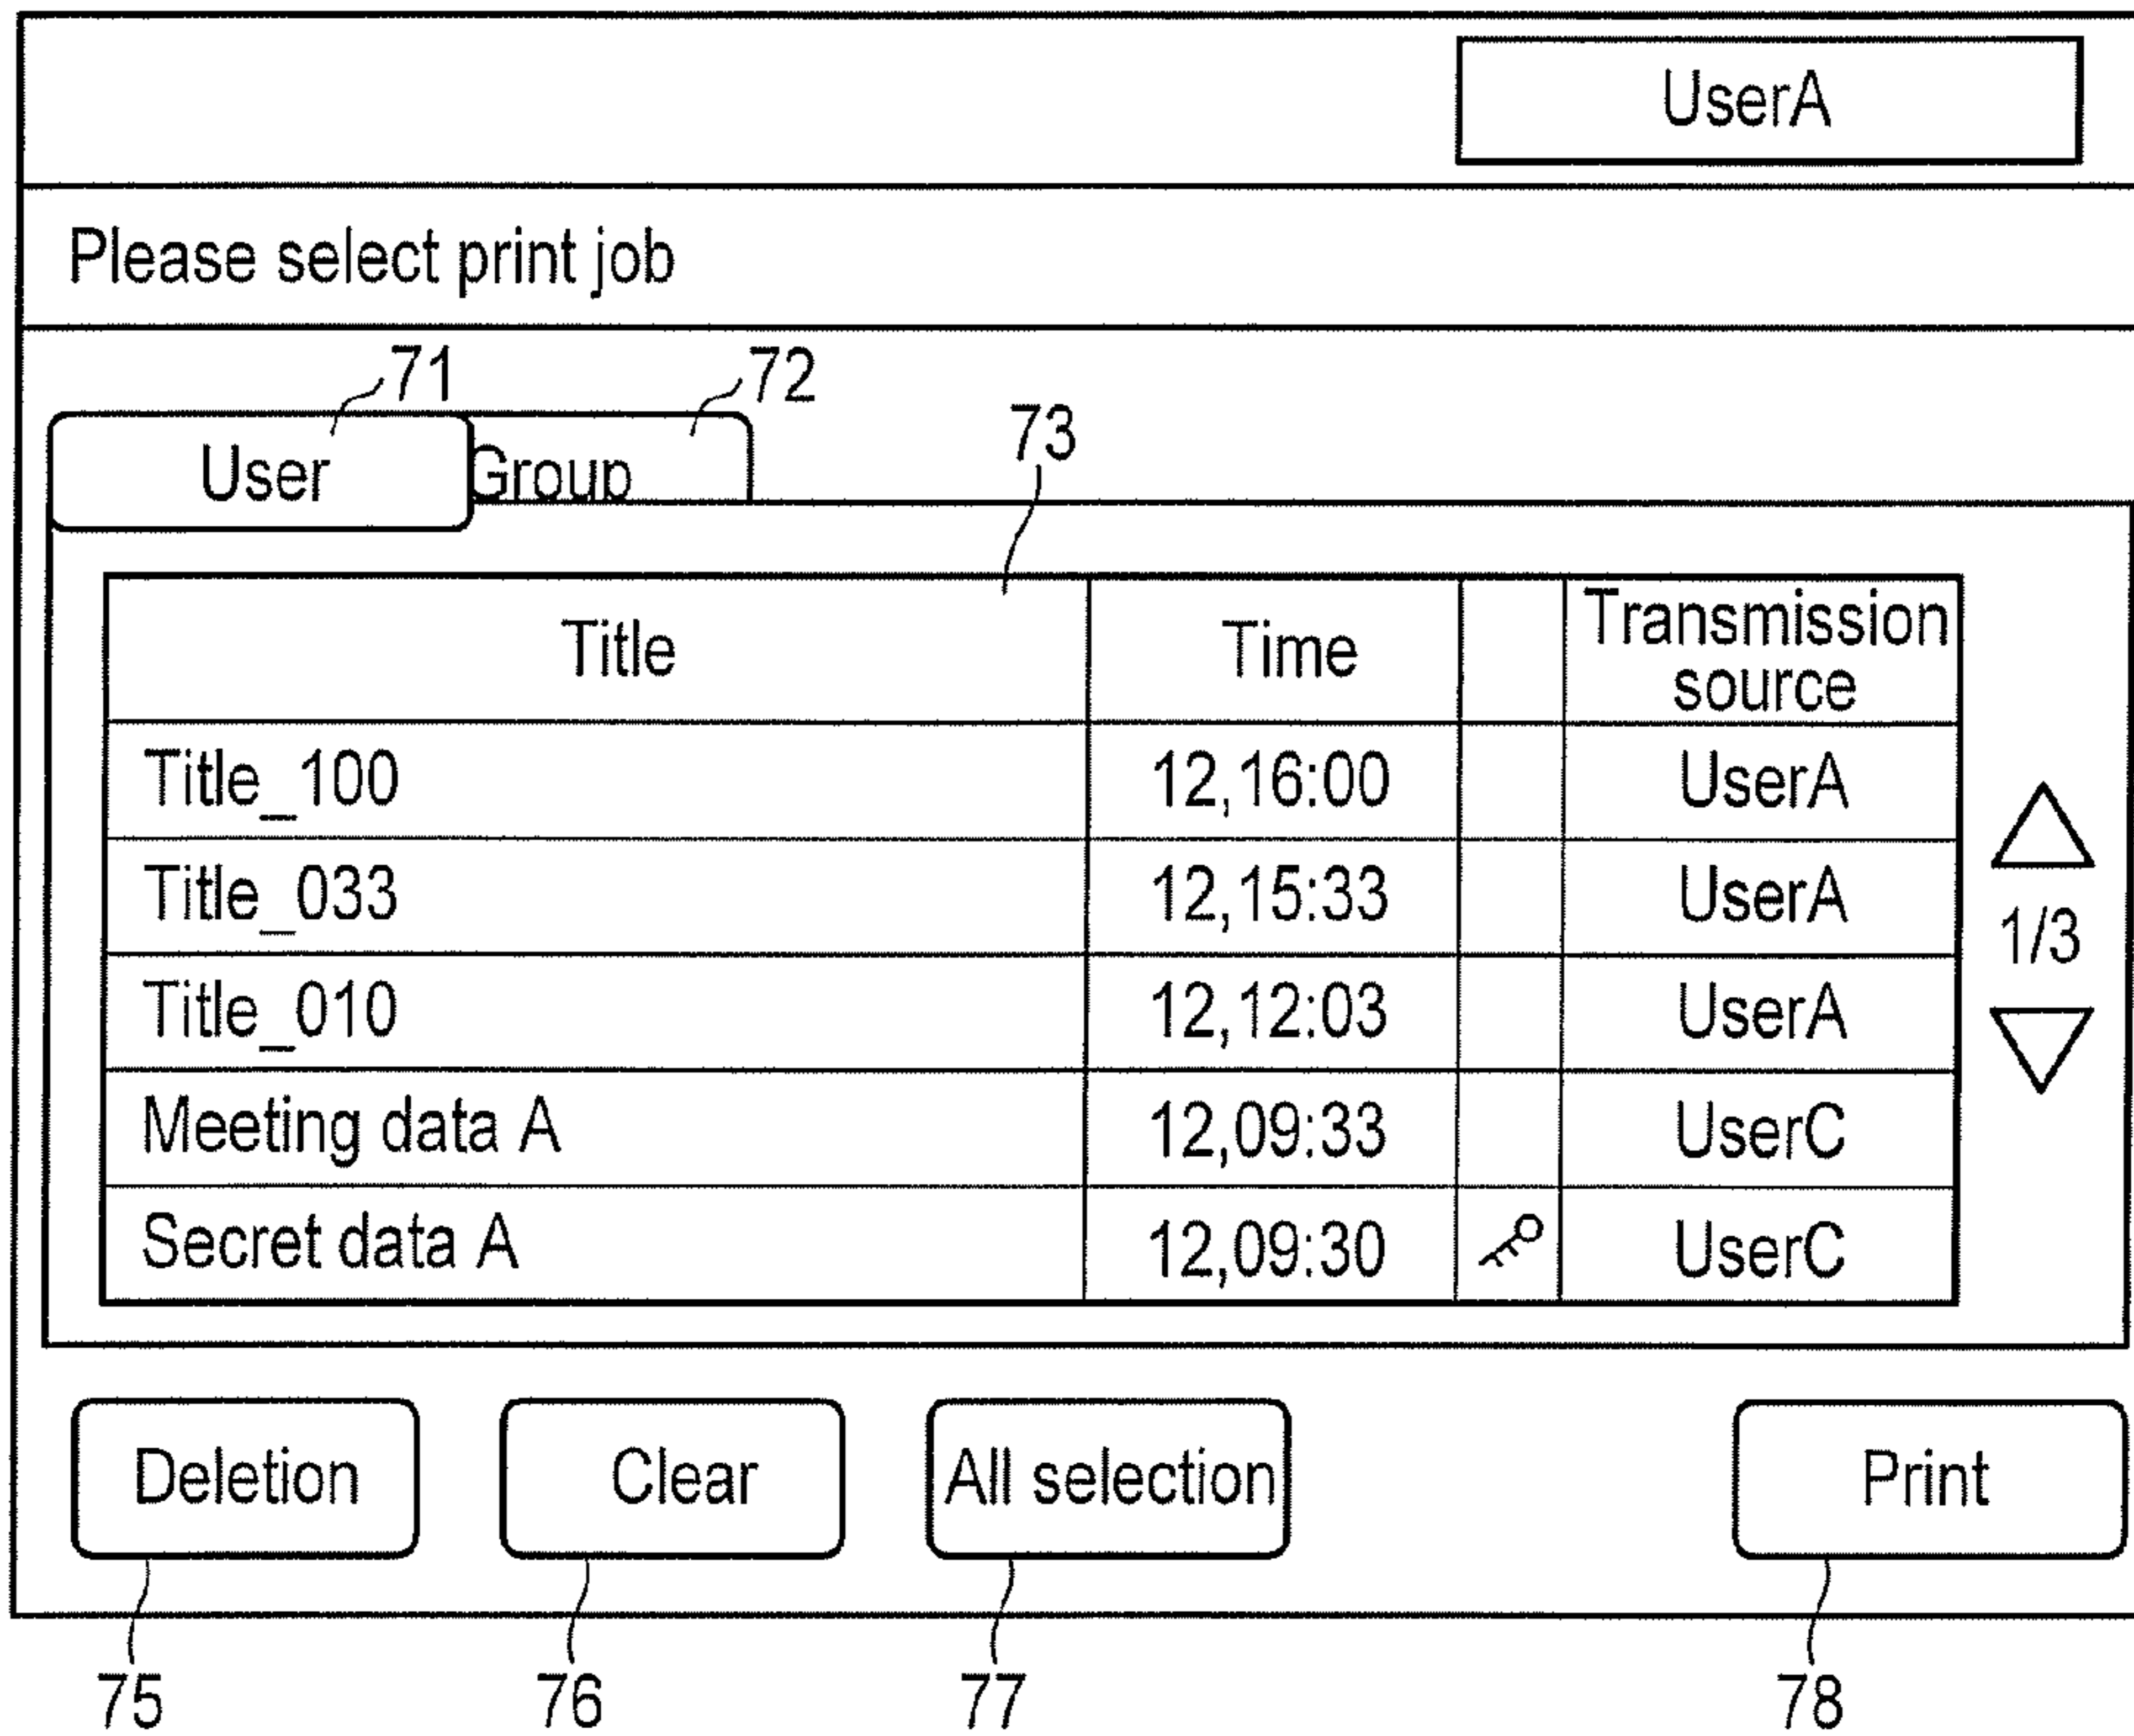 UserA
Please select print job
71
72
73
User
Group
Title Time Transmission source
Title_100 12,16:00 UserA
Title_033 12,15:33 UserA
1/3
Title_010 12,12:03 UserA
Meeting data A 12,09:33 UserC
Secret data A 12,09:30 UserC
Deletion Clear All selection Print
75 76 77 78